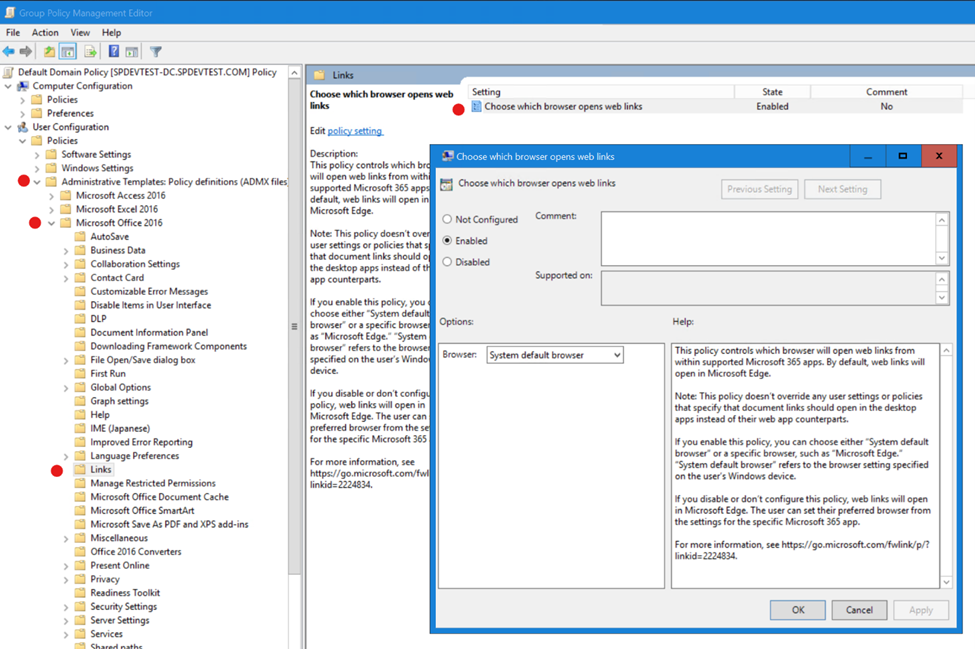 Group Policy Management Editor
File Action View Help
Default Domain Policy [SPDEVTEST-DC.SPDEVTEST.COM] Policy
Computer Configuration
Policies
Preferences
User Configuration
Policies
Software Settings
Windows Settings
Administrative Templates: Policy definitions (ADMX files
Microsoft Access 2016
Microsoft Excel 2016
Microsoft Office 2016
AutoSave
Business Data
Collaboration Settings
Contact Card
Customizable Error Messages
Disable Items in User Interface
DLP
Document Information Panel
Downloading Framework Components
File Open/Save dialog box
First Run
Global Options
Graph settings
Help
IME (Japanese)
Improved Error Reporting
Language Preferences
Links
Manage Restricted Permissions
Microsoft Office Document Cache
Microsoft Office SmartArt
Microsoft Save As PDF and XPS add-ins
Miscellaneous
Office 2016 Converters
Present Online
Privacy
Readiness Toolkit
Security Settings
Server Settings
Services
Shared paths
Links
Choose which browser opens web
links
Edit policy setting
Description:
This policy controls which bro
will open web links from within
supported Microsoft 365 apps
default, web links will open in
Microsoft Edge.
Note: This policy doesn't over
user settings or policies that s
that document links should op
the desktop apps instead of the
app counterparts.
If you enable this policy, you c
choose either "System default
browser" or a specific browser
as "Microsoft Edge." "System
browser" refers to the browser
specified on the user's Windo
device.
If you disable or don't configu
policy, web links will open in
Microsoft Edge. The user can
preferred browser from the se
for the specific Microsoft 365
For more information, see
https://go.microsoft.com/fwl
linkid=2224834.
Setting State Comment
Choose which browser opens web links Enabled No
Choose which browser opens web links
Choose which browser opens web links
Previous Setting Next Setting
Not Configured
Enabled
Disabled
Comment:
Supported on:
Options:
Browser: System default browser
Help:
This policy controls which browser will open web links from
within supported Microsoft 365 apps. By default, web links will
open in Microsoft Edge.
Note: This policy doesn't override any user settings or policies
that specify that document links should open in the desktop
apps instead of their web app counterparts.
If you enable this policy, you can choose either "System default
browser" or a specific browser, such as "Microsoft Edge."
"System default browser" refers to the browser setting specified
on the user's Windows device.
If you disable or don't configure this policy, web links will open
in Microsoft Edge. The user can set their preferred browser from
the settings for the specific Microsoft 365 app.
For more information, see https://go.microsoft.com/fwlink/p/?
linkid=2224834.
OK Cancel Apply